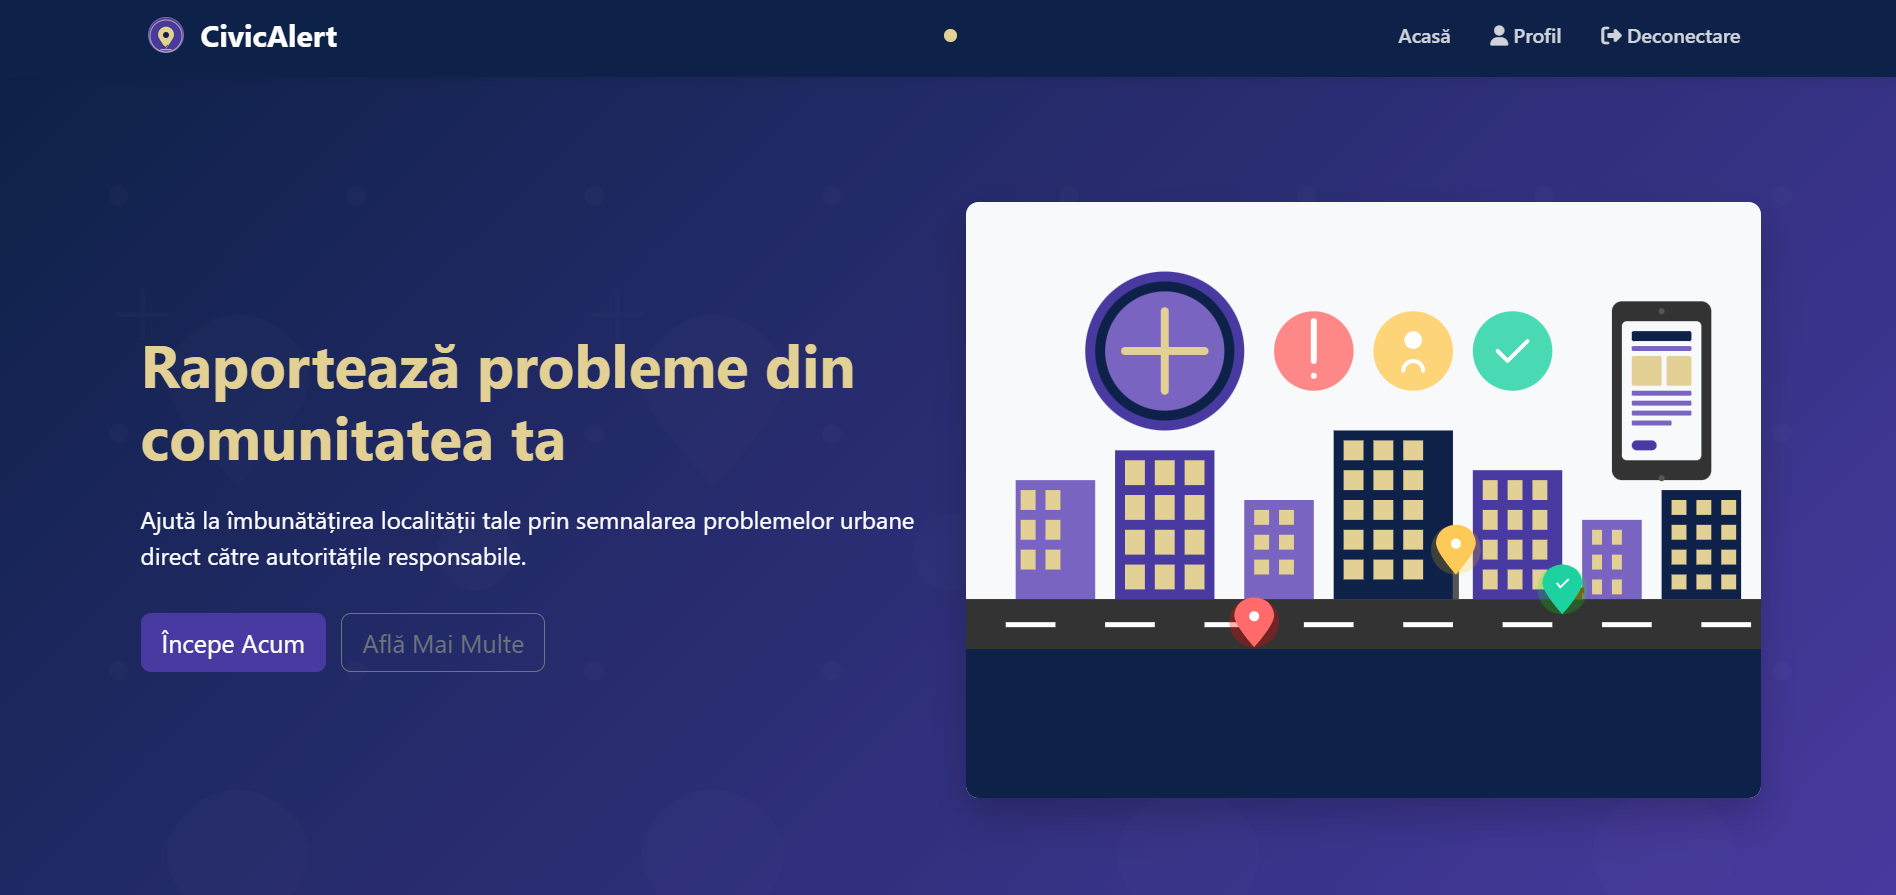 CivicAlert
Acasă
Profil
Deconectare
Raportează probleme din
comunitatea ta
Ajută la îmbunătățirea localității tale prin semnalarea problemelor urbane
direct către autoritățile responsabile.
Începe Acum
Află Mai Multe